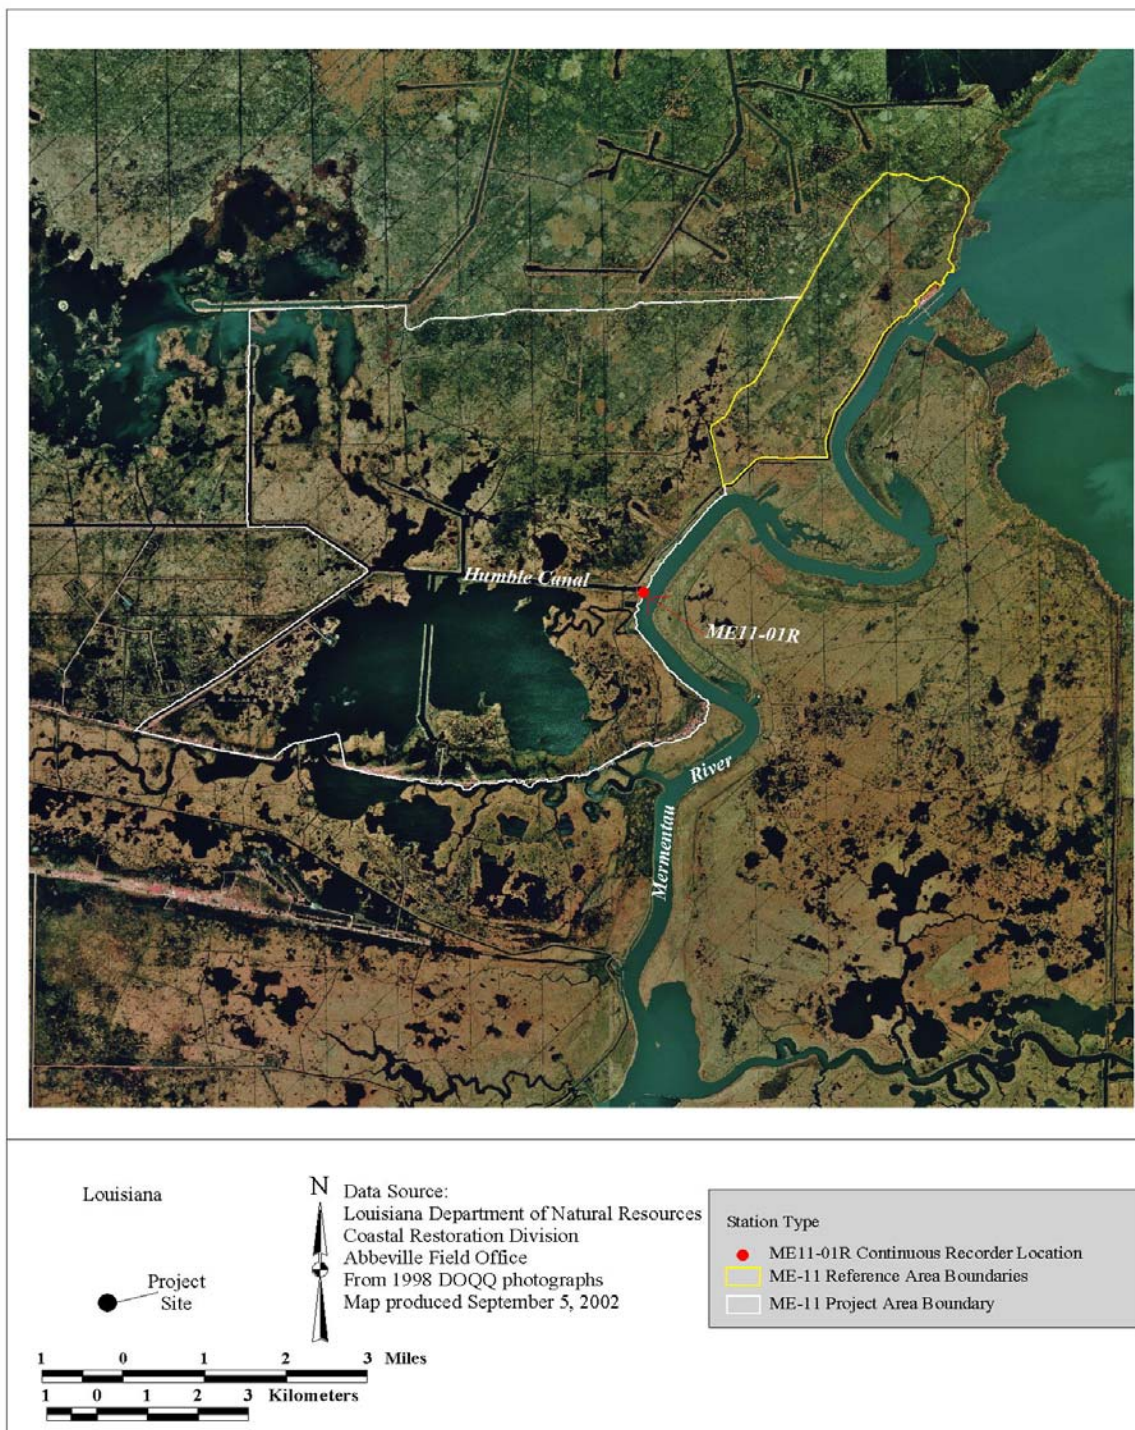 Humble Canal
ME11-01R
River
Mermentau
Louisiana
Project
Site
N
Data Source:
Louisiana Department of Natural Resources
Coastal Restoration Division
Abbeville Field Office
From 1998 DOQQ photographs
Map produced September 5, 2002
Station Type
ME11-01R Continuous Recorder Location
ME-11 Reference Area Boundaries
ME-11 Project Area Boundary
1 0 1 2 3 Miles
1 0 1 2 3 Kilometers